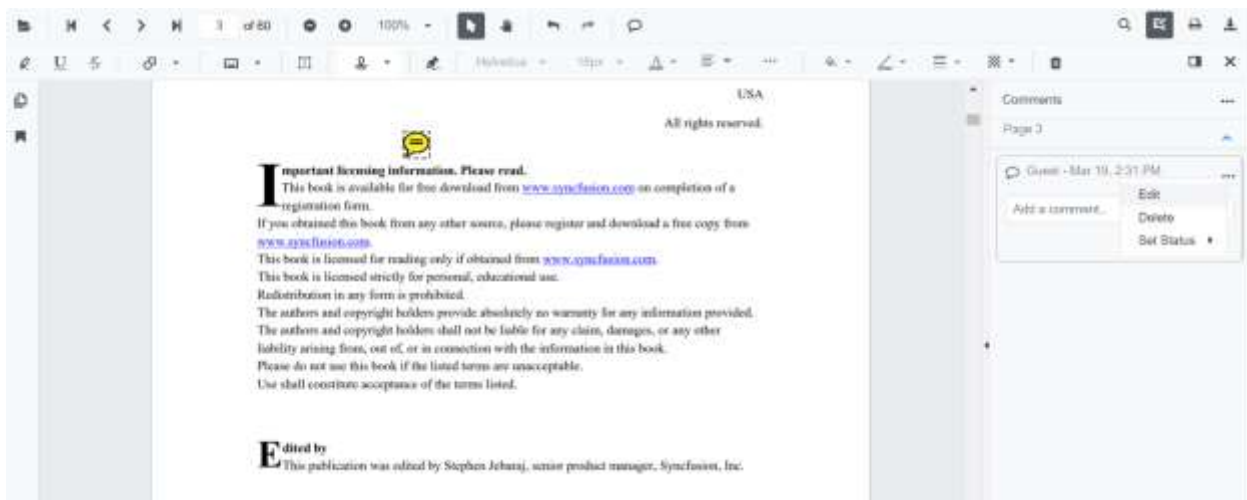 3 of 60 100%
Helvetica 16px
USA
All rights reserved.
Important licensing information. Please read.
This book is available for free download from www.syncfusion.com on completion of a
registration form.
If you obtained this book from any other source, please register and download a free copy from
www.syncfusion.com.
This book is licensed for reading only if obtained from www.syncfusion.com.
This book is licensed strictly for personal, educational use.
Redistribution in any form is prohibited.
The authors and copyright holders provide absolutely no warranty for any information provided.
The authors and copyright holders shall not be liable for any claim, damages, or any other
liability arising from, out of, or in connection with the information in this book.
Please do not use this book if the listed terms are unacceptable.
Use shall constitute acceptance of the terms listed.
Edited by
This publication was edited by Stephen Jebaraj, senior product manager, Syncfusion, Inc.
Comments
Page 3
Guest - Mar 19, 2:31 PM
Add a comment..
Edit
Delete
Set Status